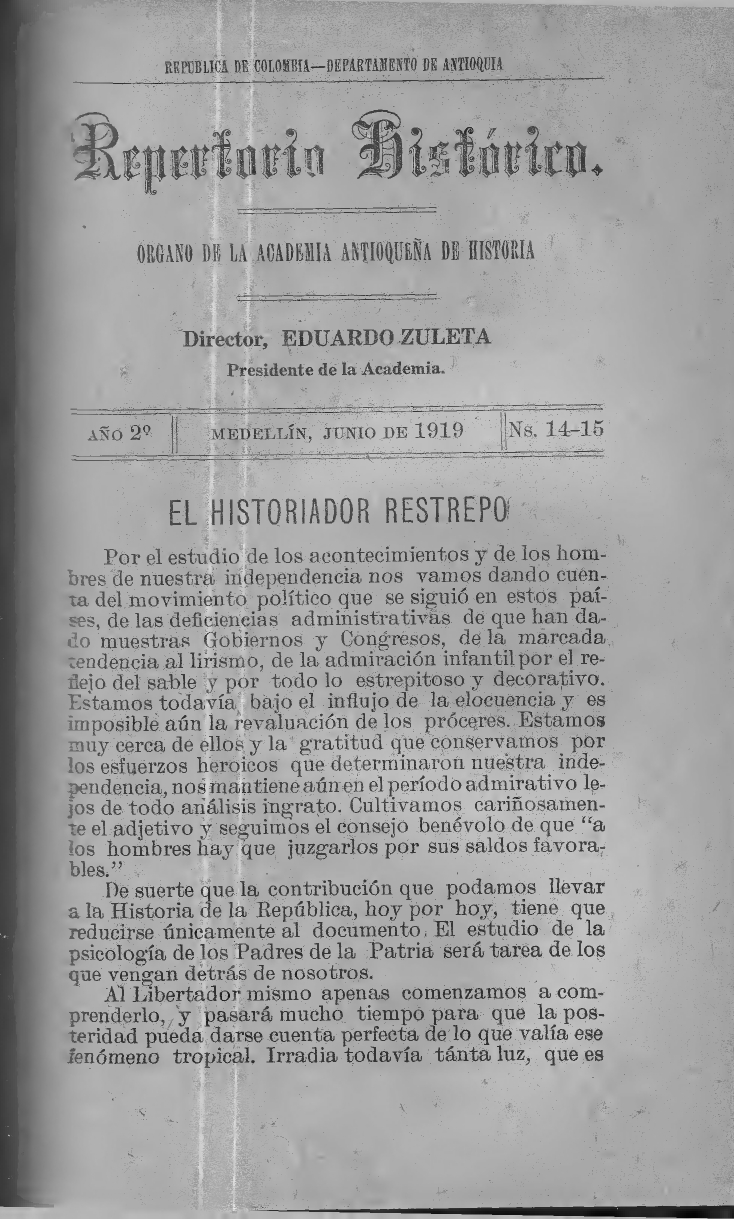 REPUBLICA DE COLOMBIA—DEPARTAMENTO DE ANTIOQUIA
Repertorio Histórico.
ORGANO DE LA ACADEMIA ANTIOQUEÑA DE HISTORIA
Director, EDUARDO ZULETA
Presidente de la Academia.
AÑO 2º MEDELLÍN, JUNIO DE 1919 Ns. 14-15
EL HISTORIADOR RESTREPO
Por el estudio de los acontecimientos y de los hom-
bres de nuestra independencia nos vamos dando cuen-
ta del movimiento político que se siguió en estos paí-
ses, de las deficiencias administrativas de que han da-
do muestras Gobiernos y Congresos, de la marcada
tendencia al lirismo, de la admiración infantil por el re-
flejo del sable y por todo lo estrepitoso y decorativo.
Estamos todavía bajo el influjo de la elocuencia y es
imposible aún la revaluación de los próceres. Estamos
muy cerca de ellos y la gratitud que conservamos por
los esfuerzos heroicos que determinaron nuestra inde-
pendencia, nos mantiene aún en el período admirativo le-
jos de todo análisis ingrato. Cultivamos cariñosamen-
te el adjetivo y seguimos el consejo benévolo de que “a
los hombres hay que juzgarlos por sus saldos favora-
bles.”
De suerte que la contribución que podamos llevar
a la Historia de la República, hoy por hoy, tiene que
reducirse únicamente al documento. El estudio de la
psicología de los Padres de la Patria será tarea de los
que vengan detrás de nosotros.
Al Libertador mismo apenas comenzamos a com-
prenderlo, y pasará mucho tiempo para que la pos-
teridad pueda darse cuenta perfecta de lo que valía ese
fenómeno tropical. Irradia todavía tánta luz, que es